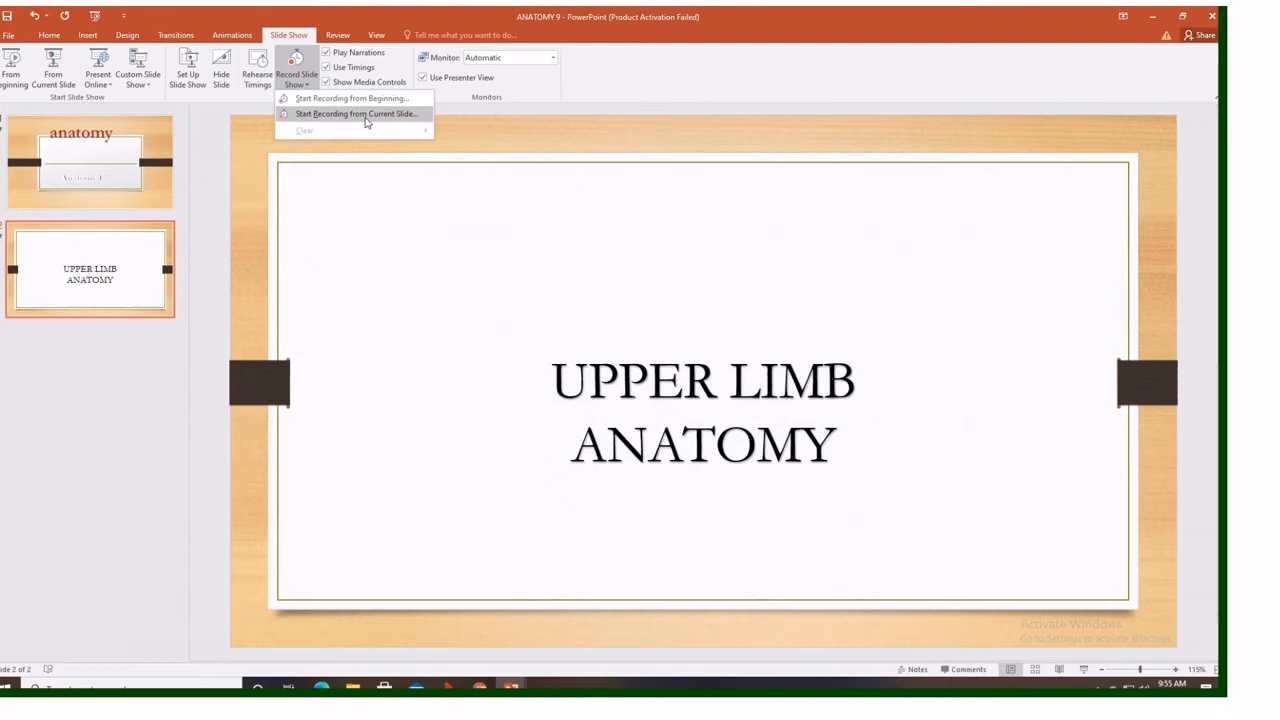 ANATOMY 9 - PowerPoint (Product Activation Failed)
File Home Insert Design Transitions Animations Slide Show Review View Tell me what you want to do... Share
From
Beginning
From
Current Slide
Present
Online
Custom Slide
Show
Set Up
Slide Show
Hide
Slide
Rehearse
Timings
Record Slide
Show
Play Narrations
Use Timings
Show Media Controls
Monitor: Automatic
Use Presenter View
Start Slide Show
Monitors
Start Recording from Beginning...
Start Recording from Current Slide...
Clear
anatomy
UPPER LIMB
ANATOMY
UPPER LIMB
ANATOMY
Activate Windows
Go to Settings to activate Windows.
Slide 2 of 2 Notes Comments 115%
9:55 AM